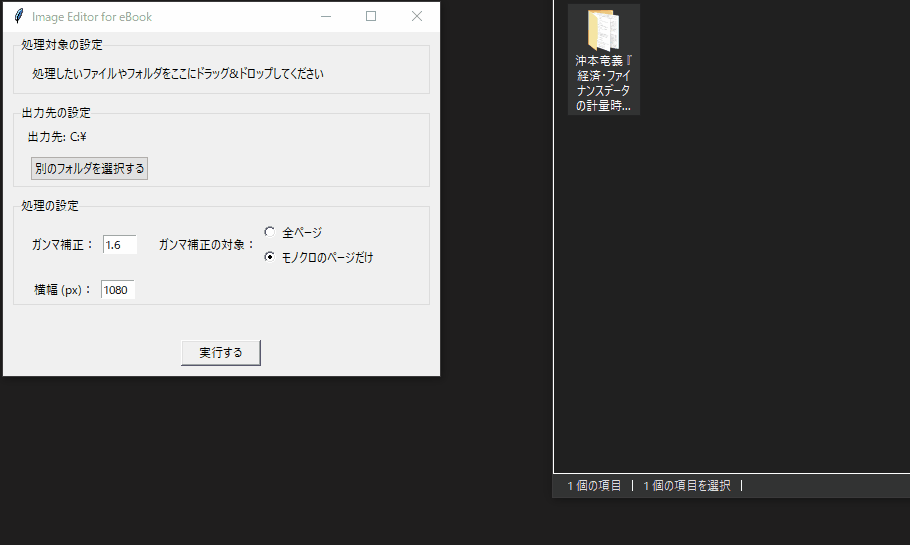 Image Editor for eBook
処理対象の設定
処理したいファイルやフォルダをここにドラッグ&ドロップしてください
出力先の設定
出力先: C:¥
別のフォルダを選択する
処理の設定
ガンマ補正： 1.6 ガンマ補正の対象：
全ページ
モノクロのページだけ
横幅 (px)： 1080
実行する
沖本竜義『
経済・ファイ
ナンスデータ
の計量時...
1 個の項目 | 1 個の項目を選択 |